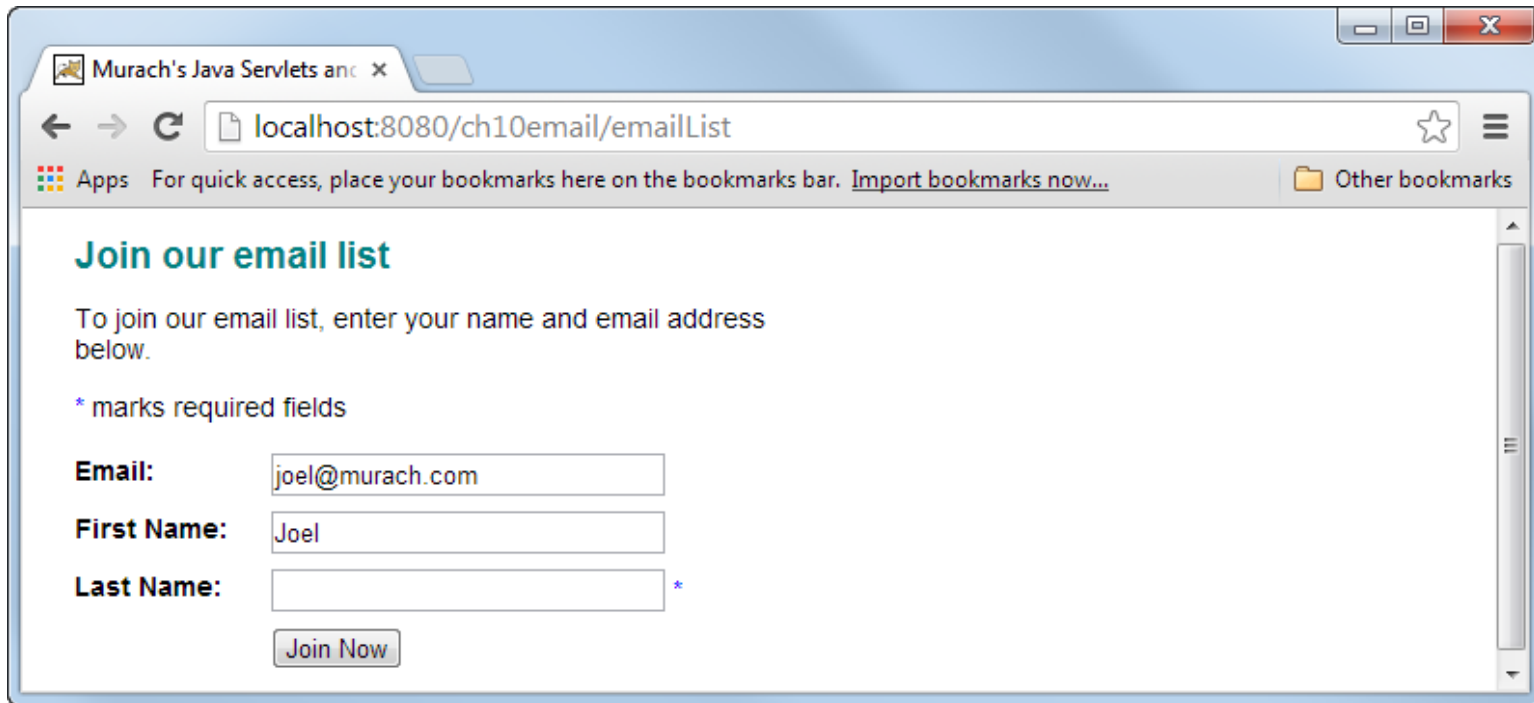 Murach's Java Servlets and
localhost:8080/ch10email/emailList
Apps For quick access, place your bookmarks here on the bookmarks bar. Import bookmarks now... Other bookmarks
Join our email list
To join our email list, enter your name and email address
below.
* marks required fields
Email: joel@murach.com
First Name: Joel
Last Name: *
Join Now